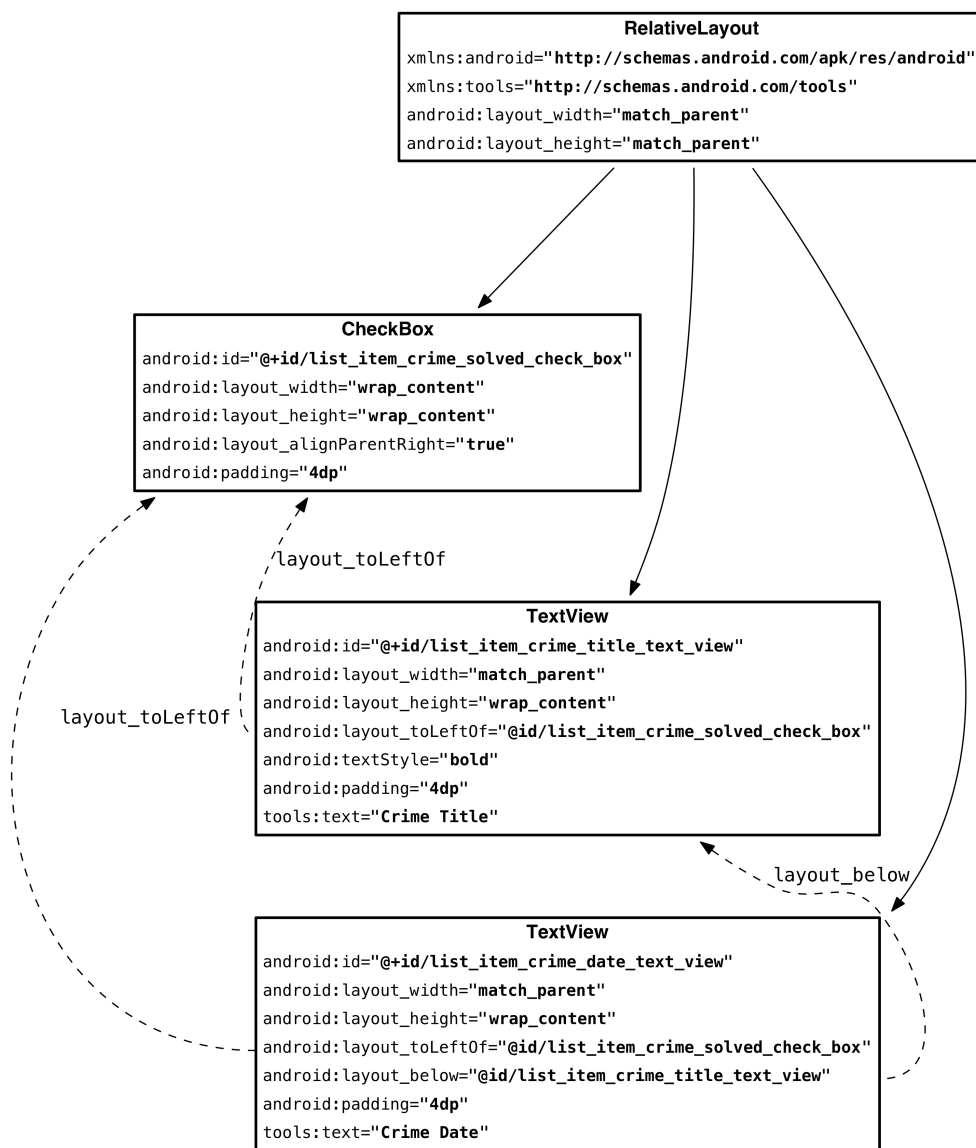 RelativeLayout
xmlns:android="http://schemas.android.com/apk/res/android"
xmlns:tools="http://schemas.android.com/tools"
android:layout_width="match_parent"
android:layout_height="match_parent"
CheckBox
android:id="@+id/list_item_crime_solved_check_box"
android:layout_width="wrap_content"
android:layout_height="wrap_content"
android:layout_alignParentRight="true"
android:padding="4dp"
layout_toLeftOf
TextView
android:id="@+id/list_item_crime_title_text_view"
android:layout_width="match_parent"
android:layout_height="wrap_content"
layout_toLeftOf
android:layout_toLeftOf="@id/list_item_crime_solved_check_box"
android:textStyle="bold"
android:padding="4dp"
tools:text="Crime Title"
layout_below
TextView
android:id="@+id/list_item_crime_date_text_view"
android:layout_width="match_parent"
android:layout_height="wrap_content"
android:layout_toLeftOf="@id/list_item_crime_solved_check_box"
android:layout_below="@id/list_item_crime_title_text_view"
android:padding="4dp"
tools:text="Crime Date"